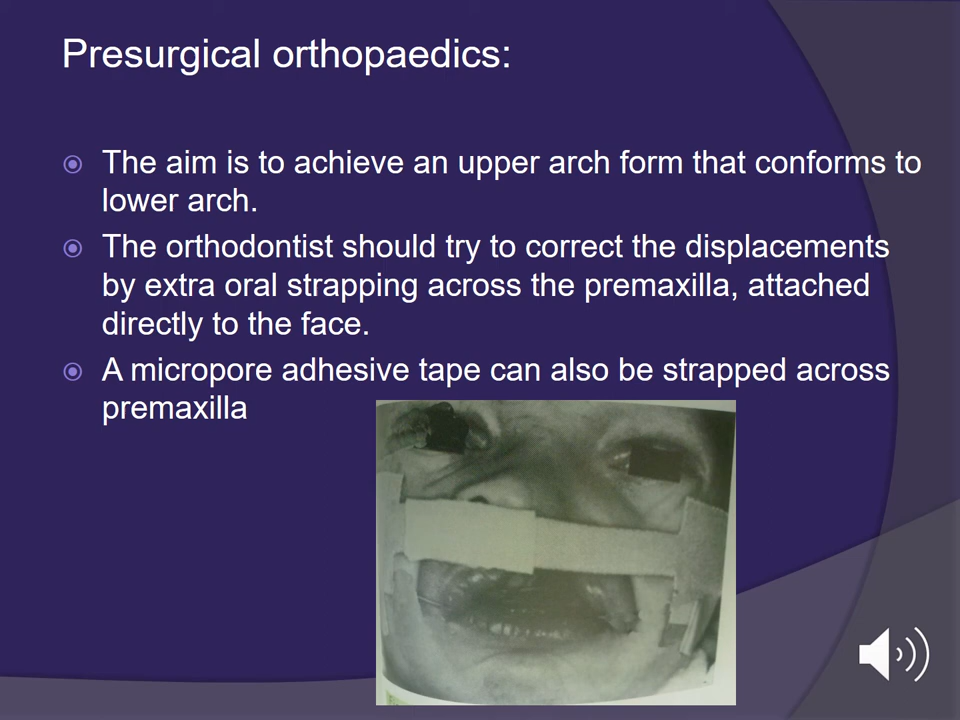 Presurgical orthopaedics:
The aim is to achieve an upper arch form that conforms to
lower arch.
The orthodontist should try to correct the displacements
by extra oral strapping across the premaxilla, attached
directly to the face.
A micropore adhesive tape can also be strapped across
premaxilla